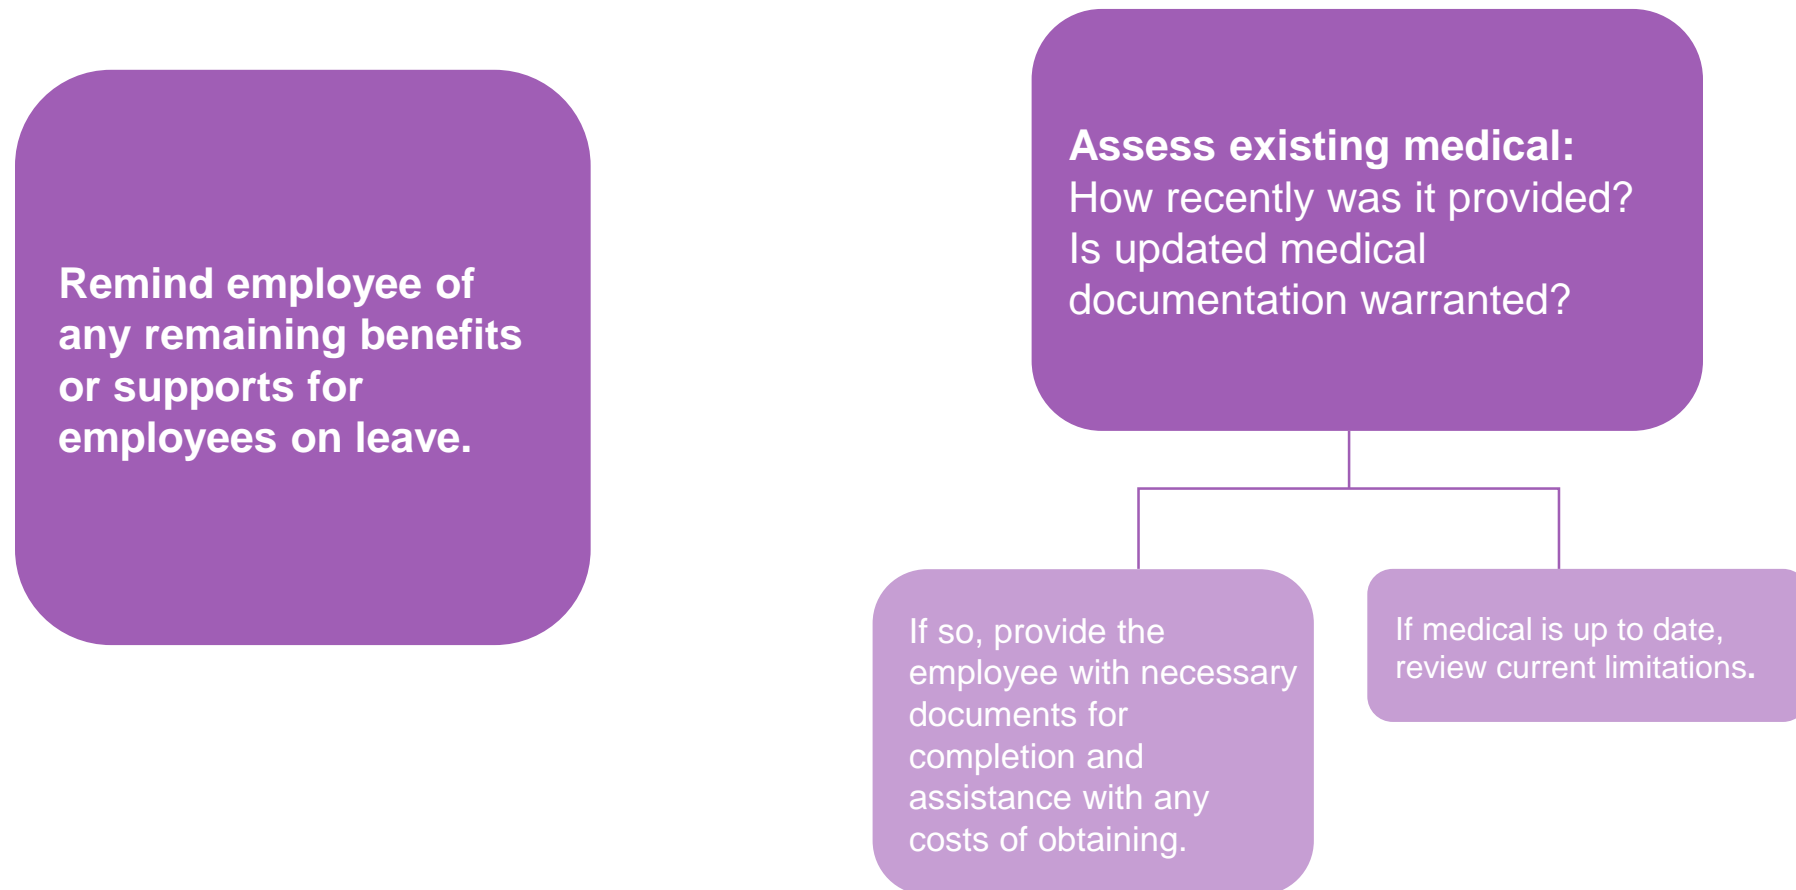 Remind employee of
any remaining benefits
or supports for
employees on leave.
Assess existing medical:
How recently was it provided?
Is updated medical
documentation warranted?
If so, provide the
employee with necessary
documents for
completion and
assistance with any
costs of obtaining.
If medical is up to date,
review current limitations.